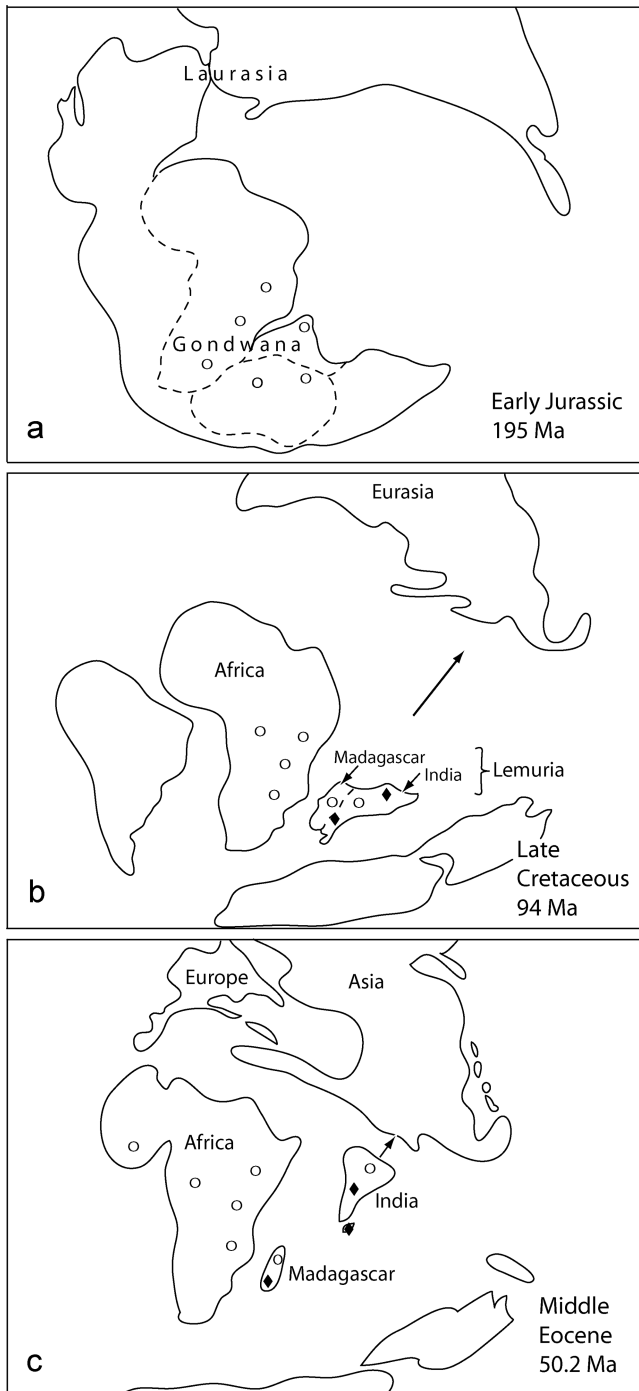 Laurasia
Gondwana
Early Jurassic
195 Ma
a
Eurasia
Africa
Madagascar
India
Lemuria
Late
Cretaceous
94 Ma
b
Europe
Asia
Africa
India
Madagascar
Middle
Eocene
50.2 Ma
c